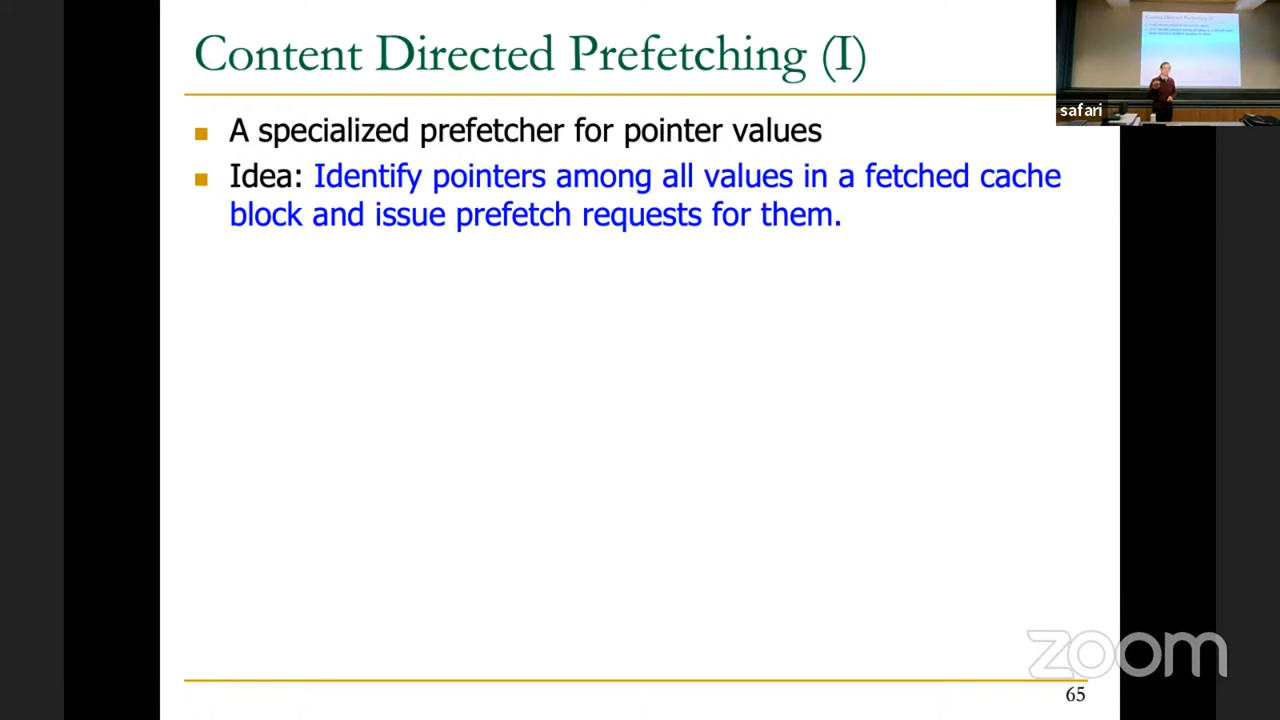 Content Directed Prefetching (I)
A specialized prefetcher for pointer values
Idea: Identify pointers among all values in a fetched cache
block and issue prefetch requests for them.
safari
zoom
65